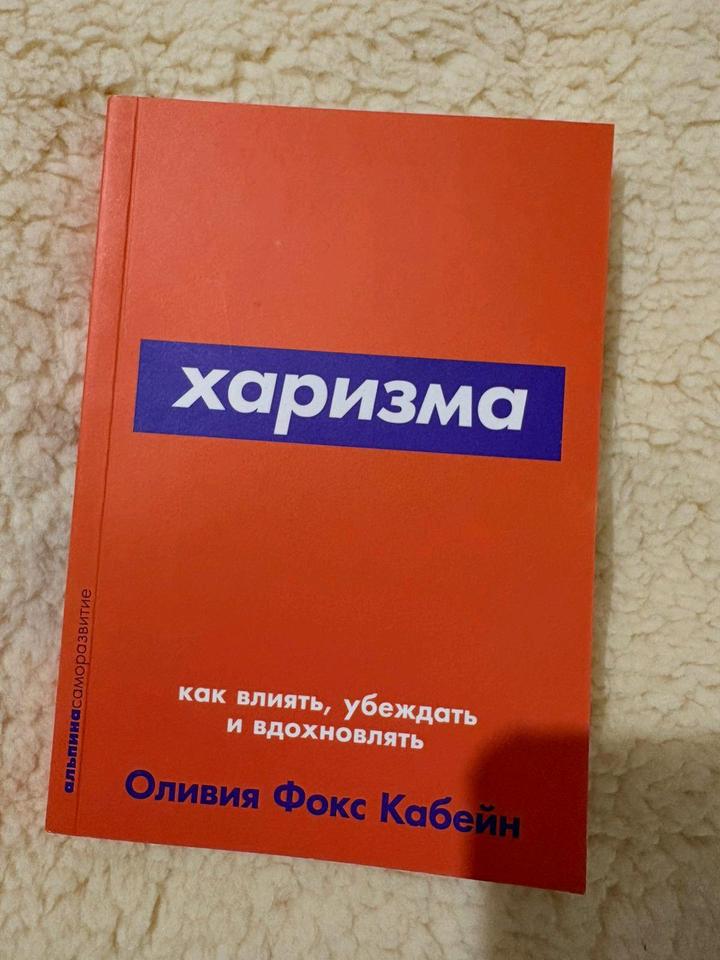 харизма
как влиять, убеждать
и вдохновлять
Оливия Фокс Кабейн
альпинасаморазвитие